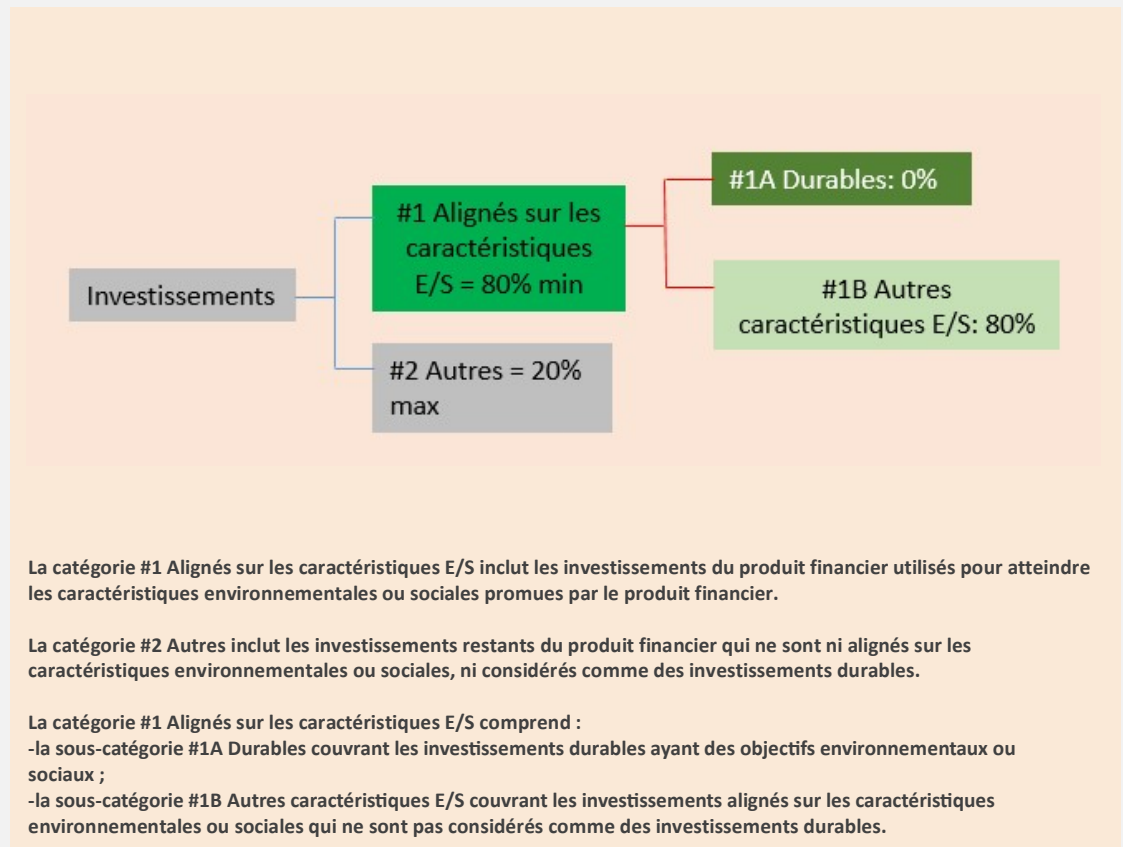 #1A Durables: 0%
#1 Alignés sur les
caractéristiques
E/S = 80% min
Investissements
#1B Autres
caractéristiques E/S: 80%
#2 Autres = 20%
max
La catégorie #1 Alignés sur les caractéristiques E/S inclut les investissements du produit financier utilisés pour atteindre
les caractéristiques environnementales ou sociales promues par le produit financier.
La catégorie #2 Autres inclut les investissements restants du produit financier qui ne sont ni alignés sur les
caractéristiques environnementales ou sociales, ni considérés comme des investissements durables.
La catégorie #1 Alignés sur les caractéristiques E/S comprend :
-la sous-catégorie #1A Durables couvrant les investissements durables ayant des objectifs environnementaux ou
sociaux ;
-la sous-catégorie #1B Autres caractéristiques E/S couvrant les investissements alignés sur les caractéristiques
environnementales ou sociales qui ne sont pas considérés comme des investissements durables.